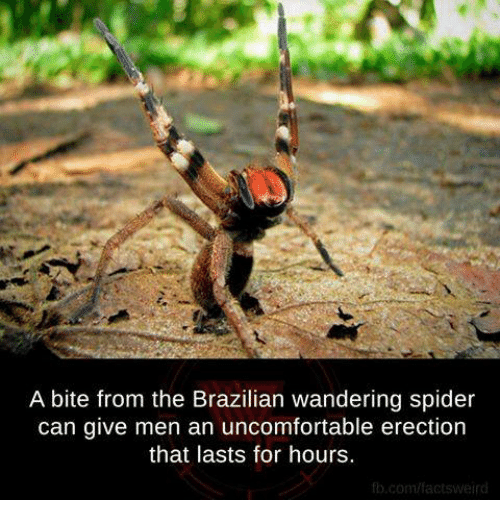 A bite from the Brazilian wandering spider
can give men an uncomfortable erection
that lasts for hours.
fb.com/factsweird